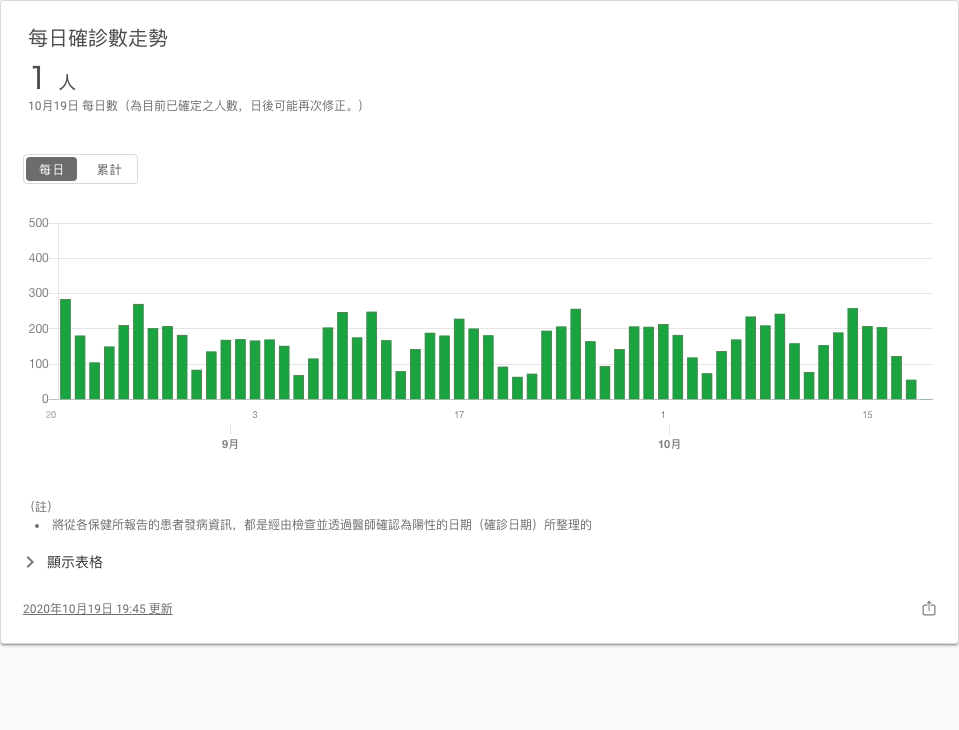 每日確診數走勢
1 人
10月19日 每日數（為目前已確定之人數，日後可能再次修正。）
每日 累計
500
400
300
200
100
0
20 3 17 1 15
9月 10月
（註）
• 將從各保健所報告的患者發病資訊，都是經由檢查並透過醫師確認為陽性的日期（確診日期）所整理的
顯示表格
2020年10月19日 19:45 更新